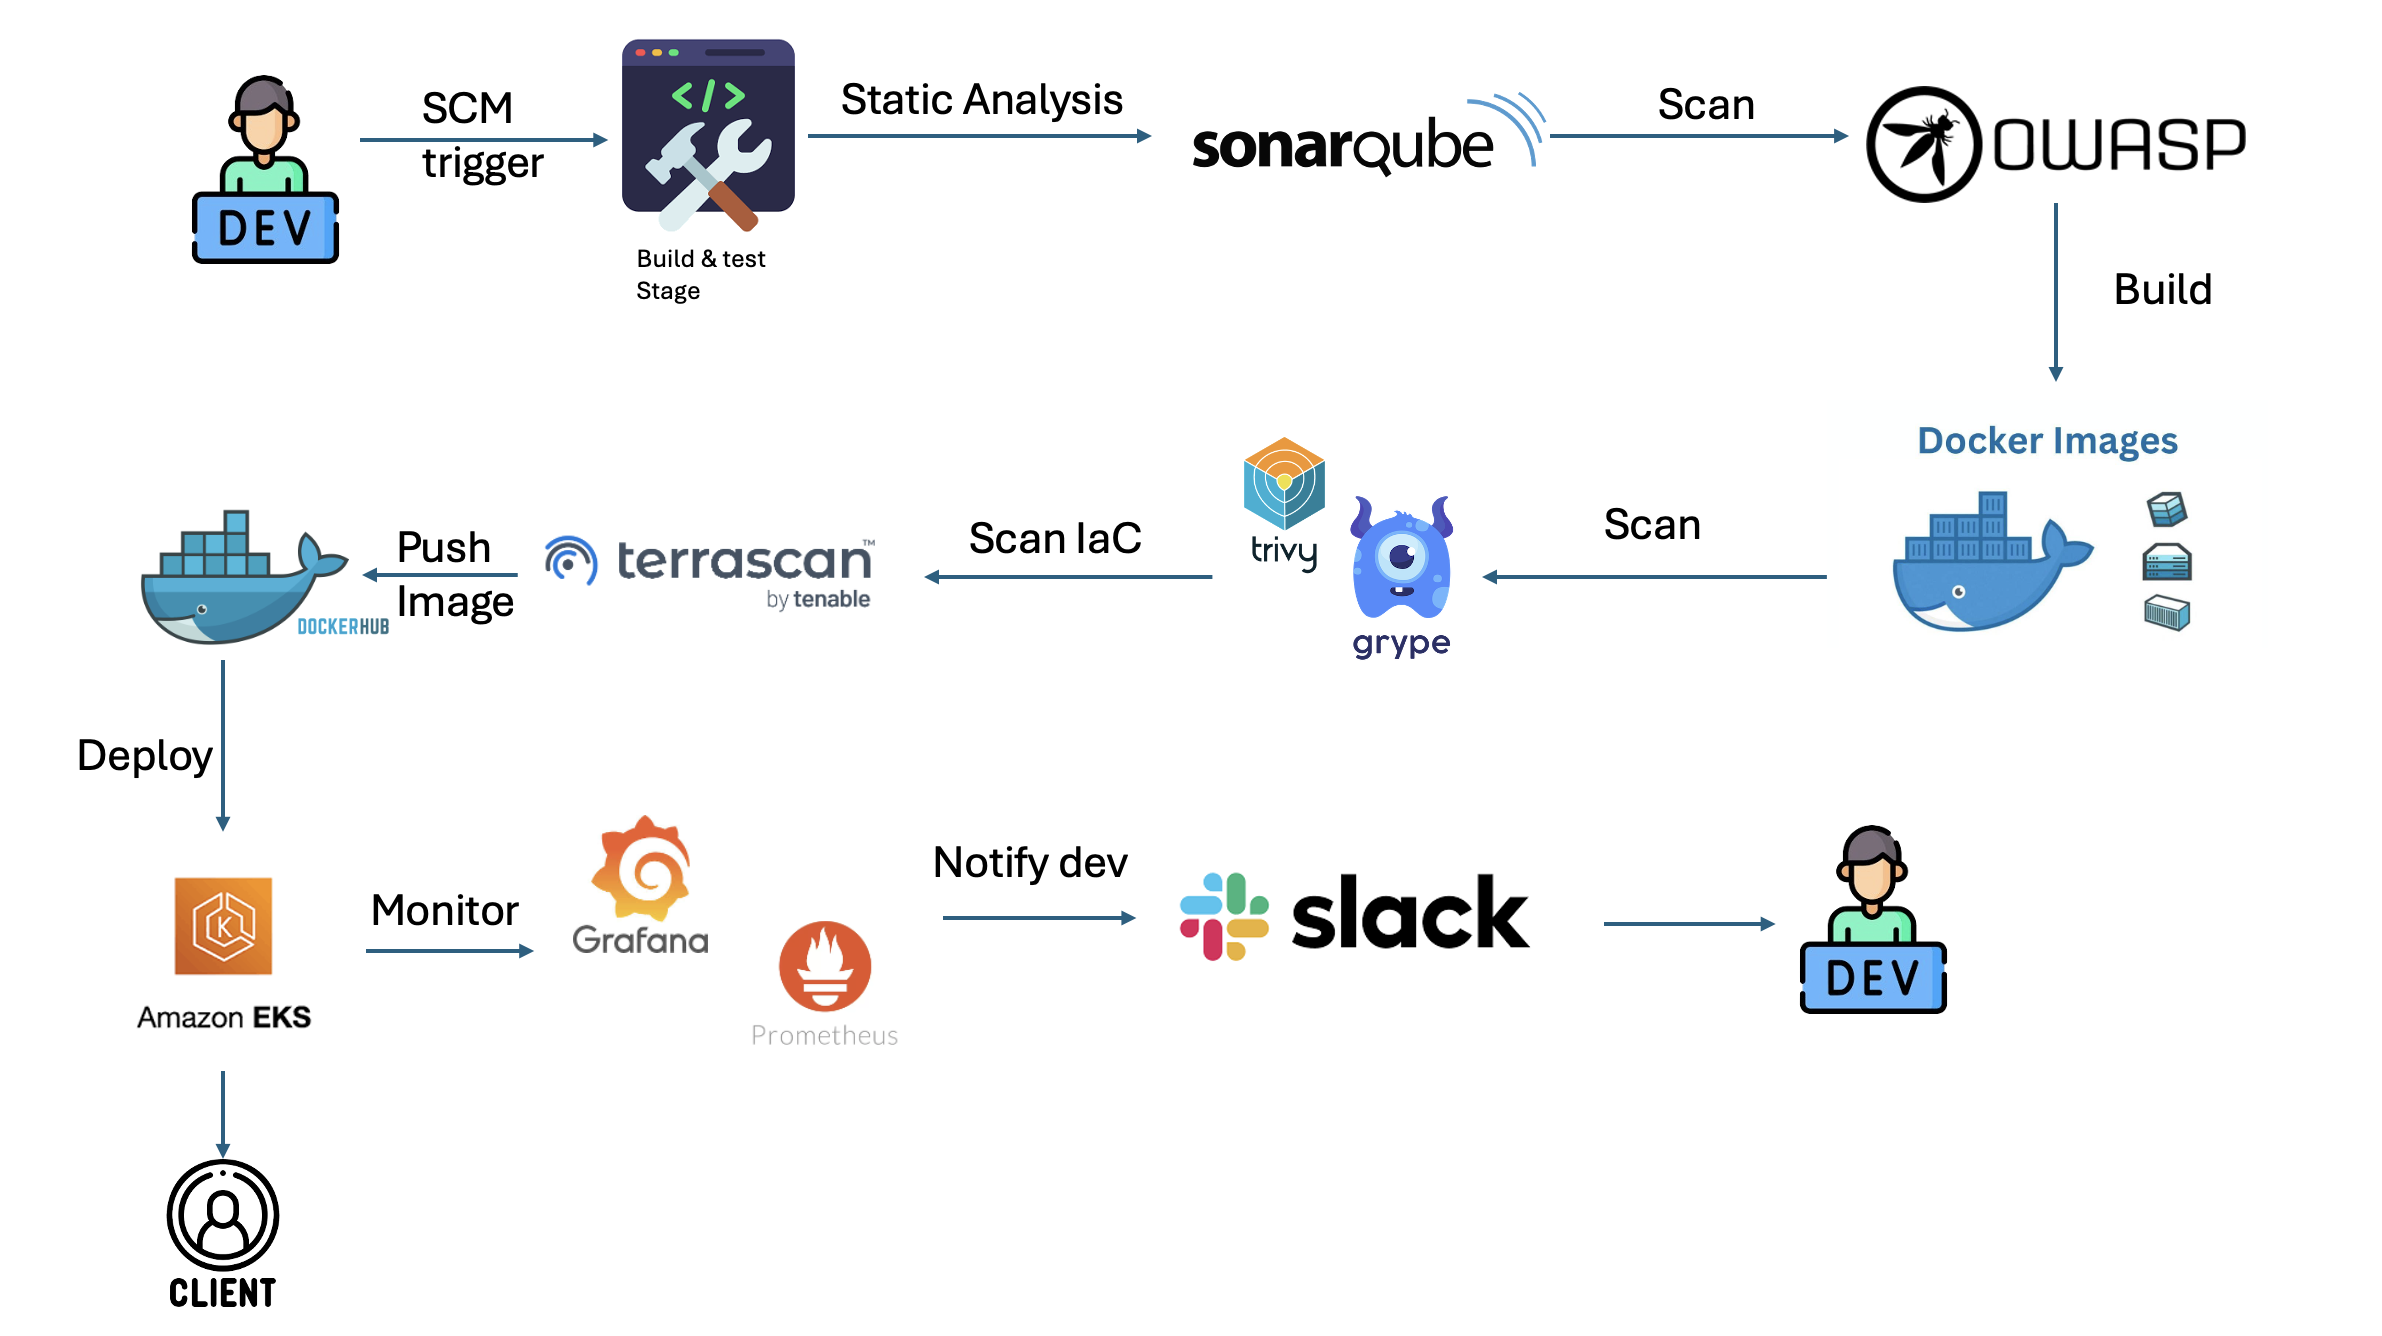 SCM
trigger
DEV
</>
Build & test
Stage
Static Analysis
sonarqube
Scan
OWASP
Build
Docker Images
Scan
trivy
grype
Scan IaC
terrascan™
by tenable
Push
Image
DOCKERHUB
Deploy
K
Amazon EKS
Monitor
Grafana
Prometheus
Notify dev
slack
DEV
CLIENT